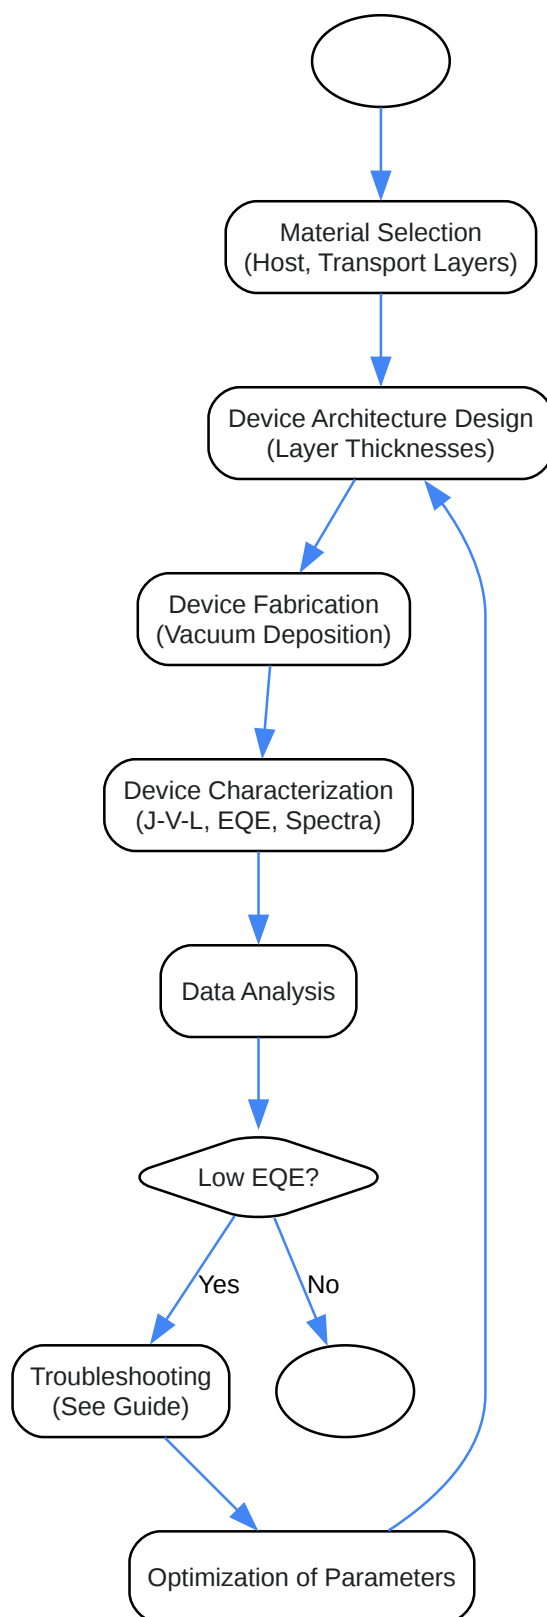 Material Selection
(Host, Transport Layers)
Device Architecture Design
(Layer Thicknesses)
Device Fabrication
(Vacuum Deposition)
Device Characterization
(J-V-L, EQE, Spectra)
Data Analysis
Low EQE?
Yes
No
Troubleshooting
(See Guide)
Optimization of Parameters